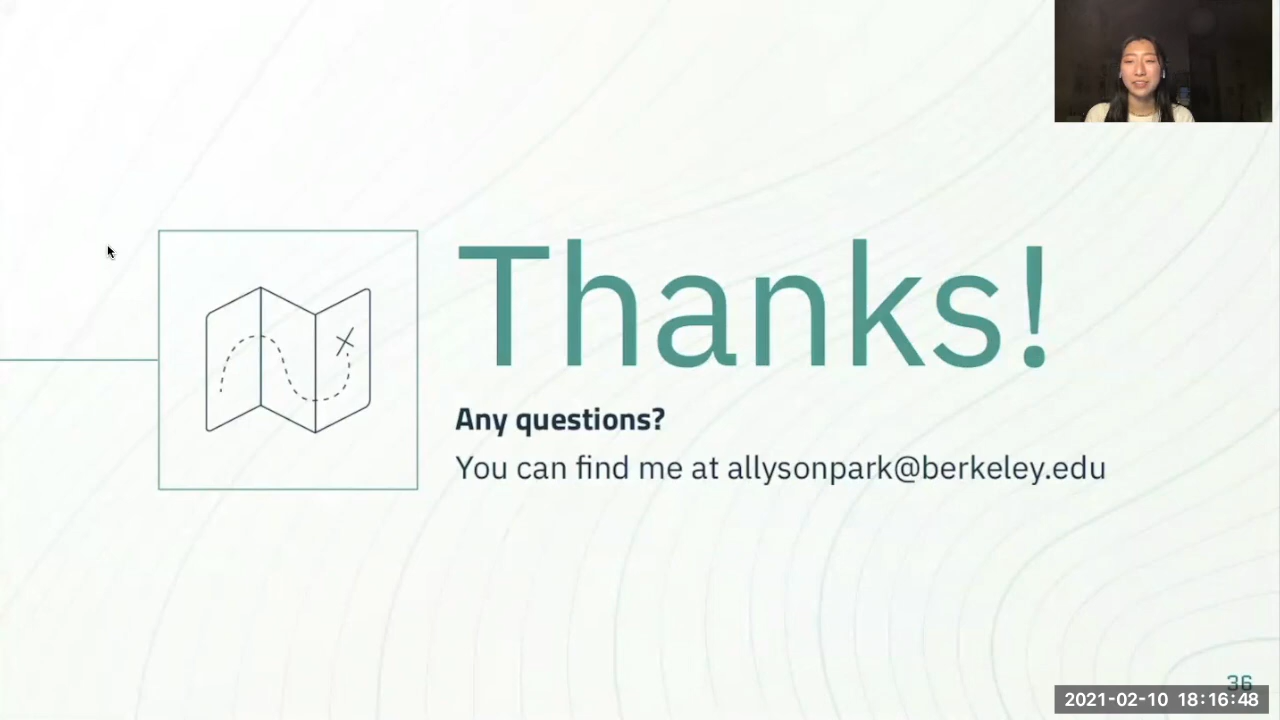 Thanks!
Any questions?
You can find me at allysonpark@berkeley.edu
36
2021-02-10 18:16:48